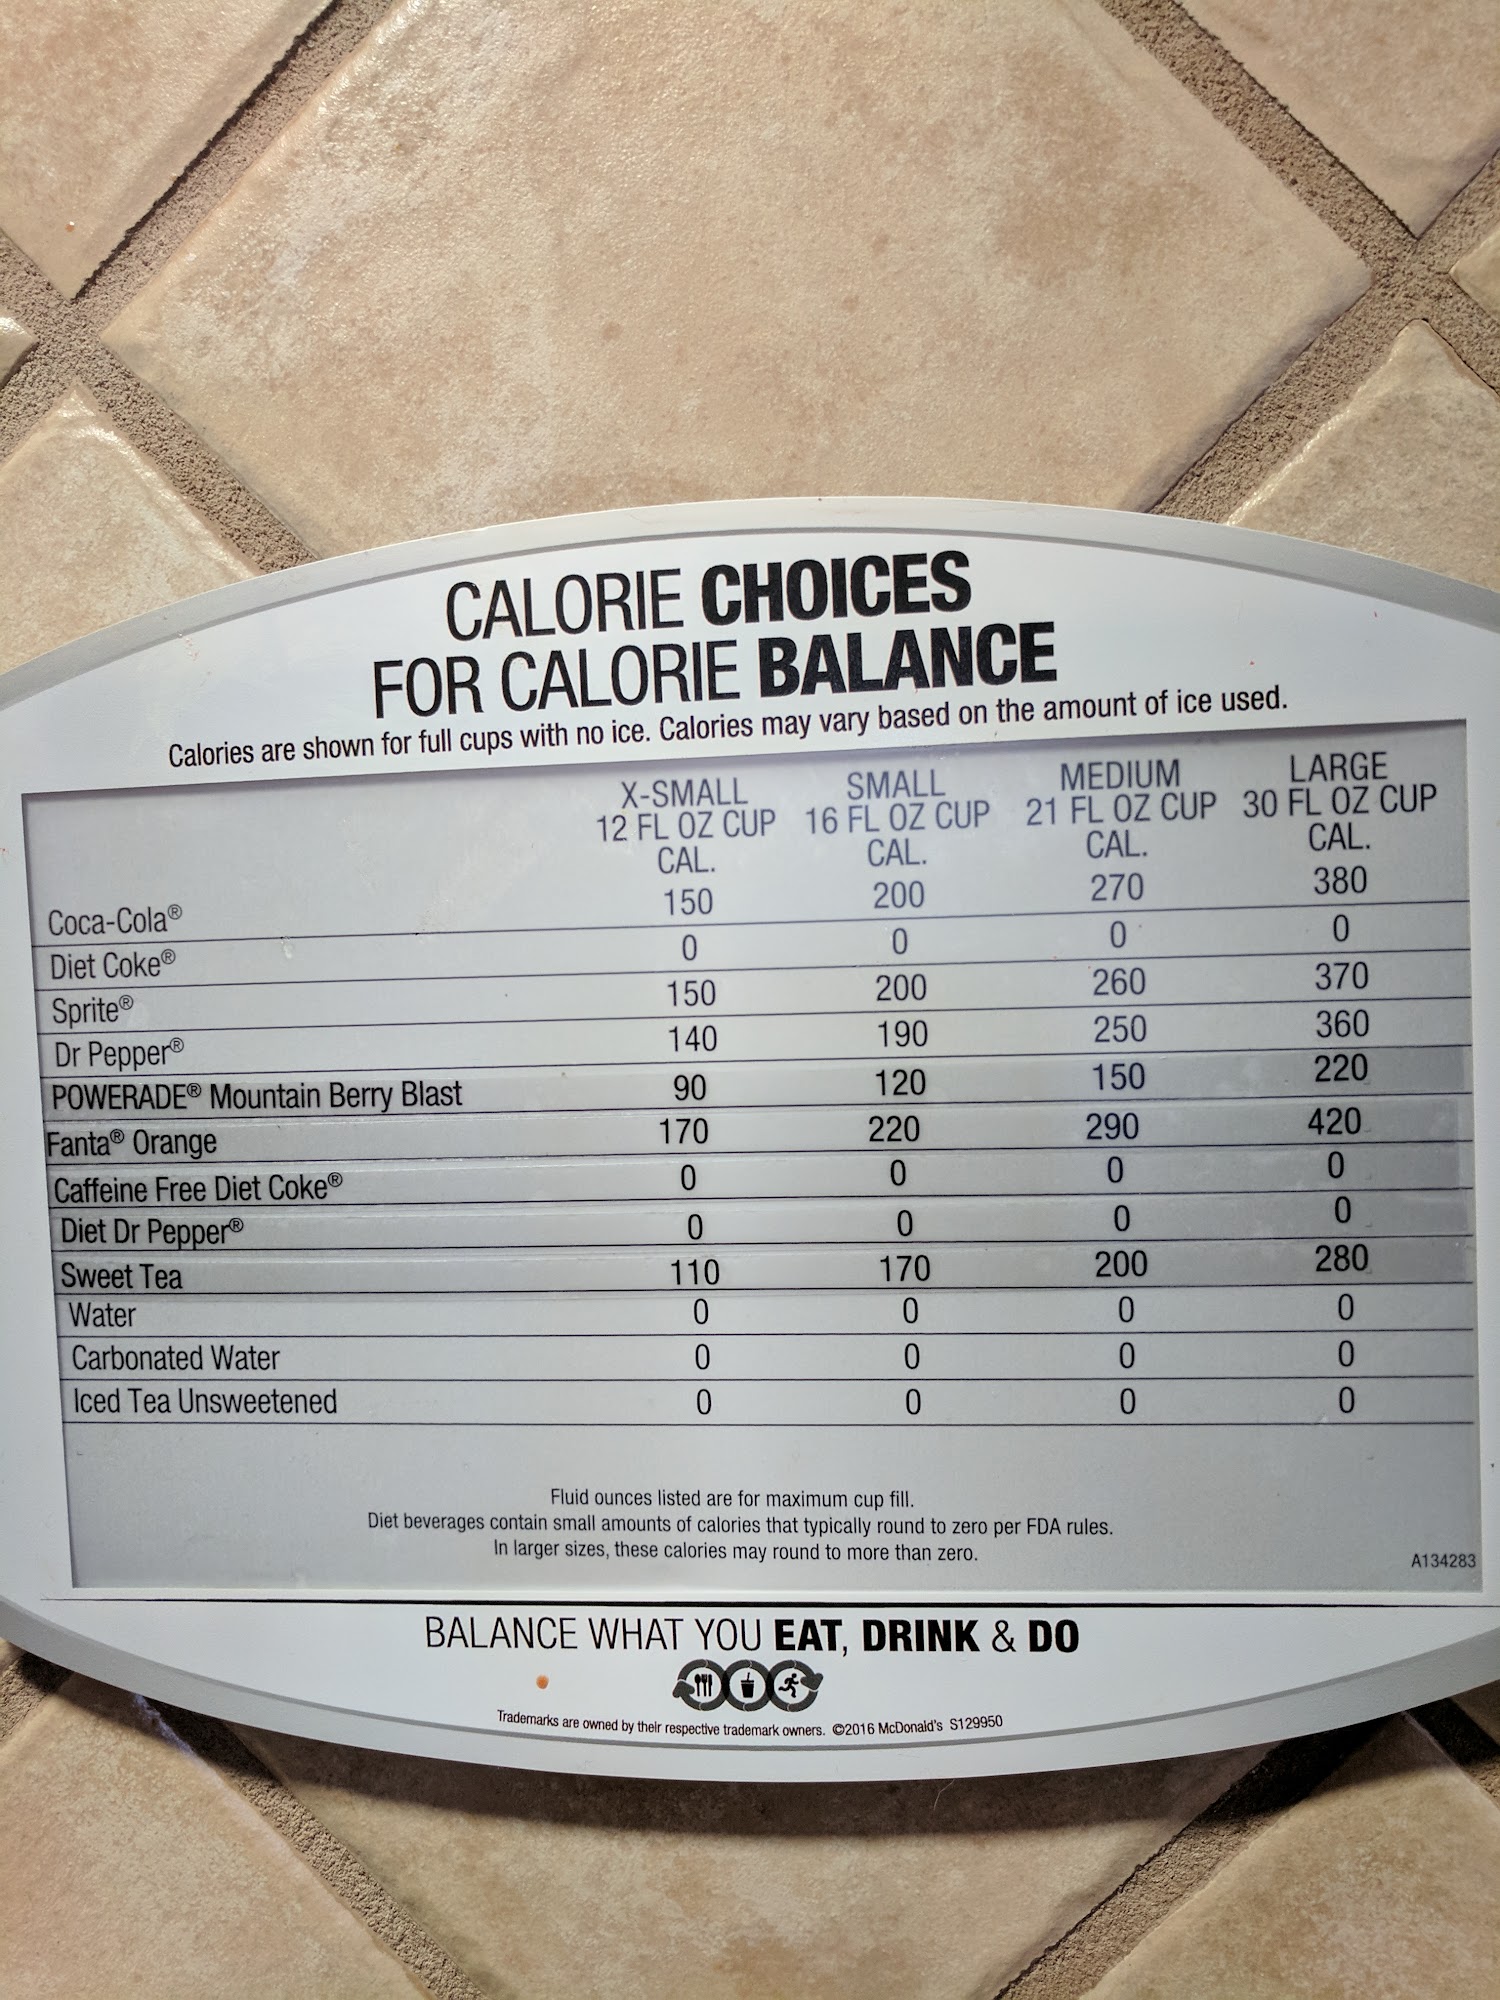 CALORIE CHOICES
FOR CALORIE BALANCE
Calories are shown for full cups with no ice. Calories may vary based on the amount of ice used.
X-SMALL SMALL MEDIUM LARGE
12 FL OZ CUP 16 FL OZ CUP 21 FL OZ CUP 30 FL OZ CUP
CAL. CAL. CAL. CAL.
Coca-Cola® 150 200 270 380
Diet Coke® 0 0 0 0
Sprite® 150 200 260 370
Dr Pepper® 140 190 250 360
POWERADE® Mountain Berry Blast 90 120 150 220
Fanta® Orange 170 220 290 420
Caffeine Free Diet Coke® 0 0 0 0
Diet Dr Pepper® 0 0 0 0
Sweet Tea 110 170 200 280
Water 0 0 0 0
Carbonated Water 0 0 0 0
Iced Tea Unsweetened 0 0 0 0
Fluid ounces listed are for maximum cup fill.
Diet beverages contain small amounts of calories that typically round to zero per FDA rules.
In larger sizes, these calories may round to more than zero.
A134283
BALANCE WHAT YOU EAT, DRINK & DO
Trademarks are owned by their respective trademark owners. ©2016 McDonald's S129950